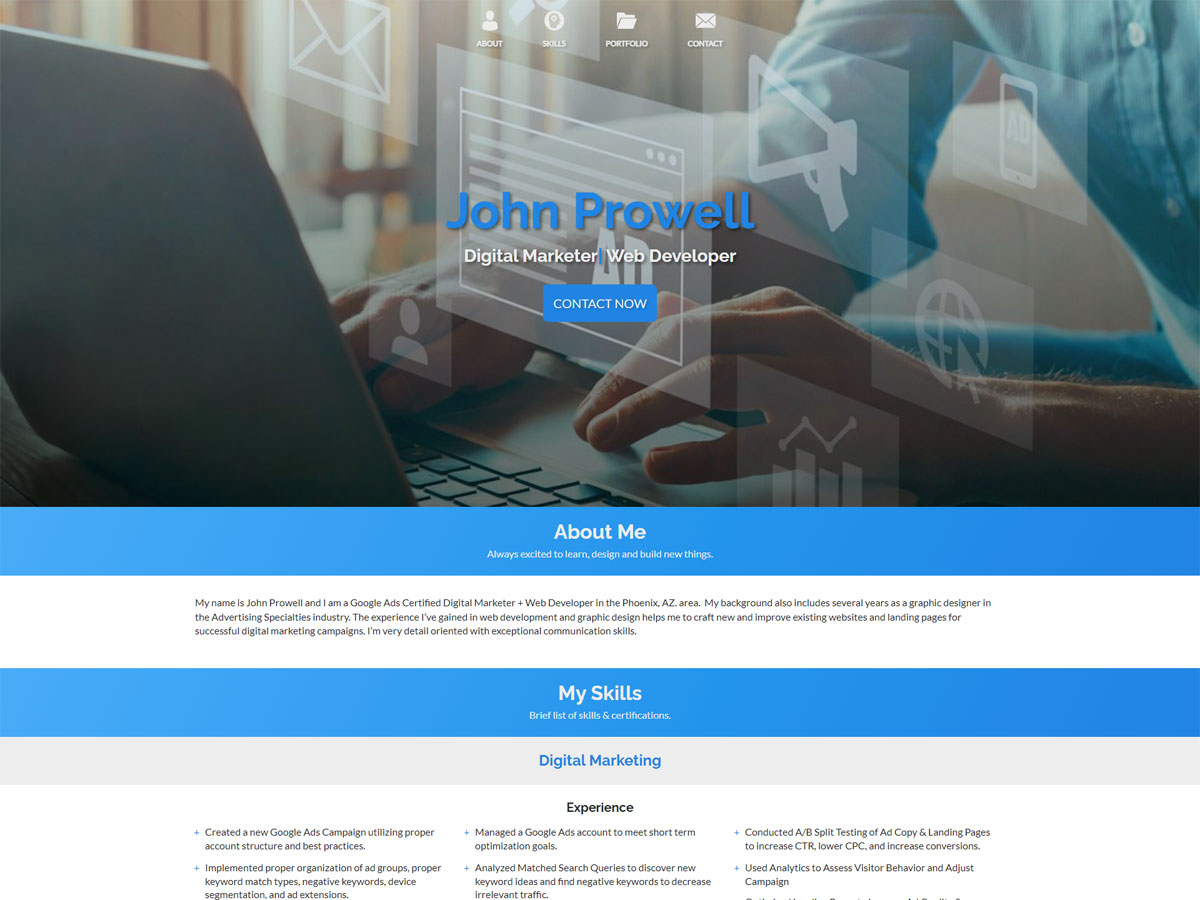 ABOUT SKILLS PORTFOLIO CONTACT
AD
John Prowell
Digital Marketer| Web Developer
AD
CONTACT NOW
About Me
Always excited to learn, design and build new things.
My name is John Prowell and I am a Google Ads Certified Digital Marketer + Web Developer in the Phoenix, AZ. area.  My background also includes several years as a graphic designer in
the Advertising Specialties industry. The experience I’ve gained in web development and graphic design helps me to craft new and improve existing websites and landing pages for
successful digital marketing campaigns. I’m very detail oriented with exceptional communication skills.
My Skills
Brief list of skills & certifications.
Digital Marketing
Experience
+ Created a new Google Ads Campaign utilizing proper
account structure and best practices.
+ Implemented proper organization of ad groups, proper
keyword match types, negative keywords, device
segmentation, and ad extensions.
+ Managed a Google Ads account to meet short term
optimization goals.
+ Analyzed Matched Search Queries to discover new
keyword ideas and find negative keywords to decrease
irrelevant traffic.
+ Conducted A/B Split Testing of Ad Copy & Landing Pages
to increase CTR, lower CPC, and increase conversions.
+ Used Analytics to Assess Visitor Behavior and Adjust
Campaign